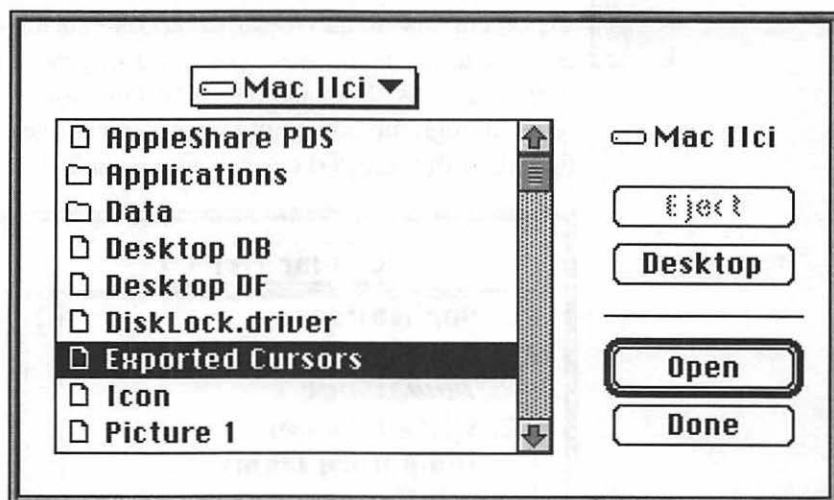 Mac IIci
AppleShare PDS
Applications
Data
Desktop DB
Desktop DF
DiskLock.driver
Exported Cursors
Icon
Picture 1
Mac IIci
Eject
Desktop
Open
Done